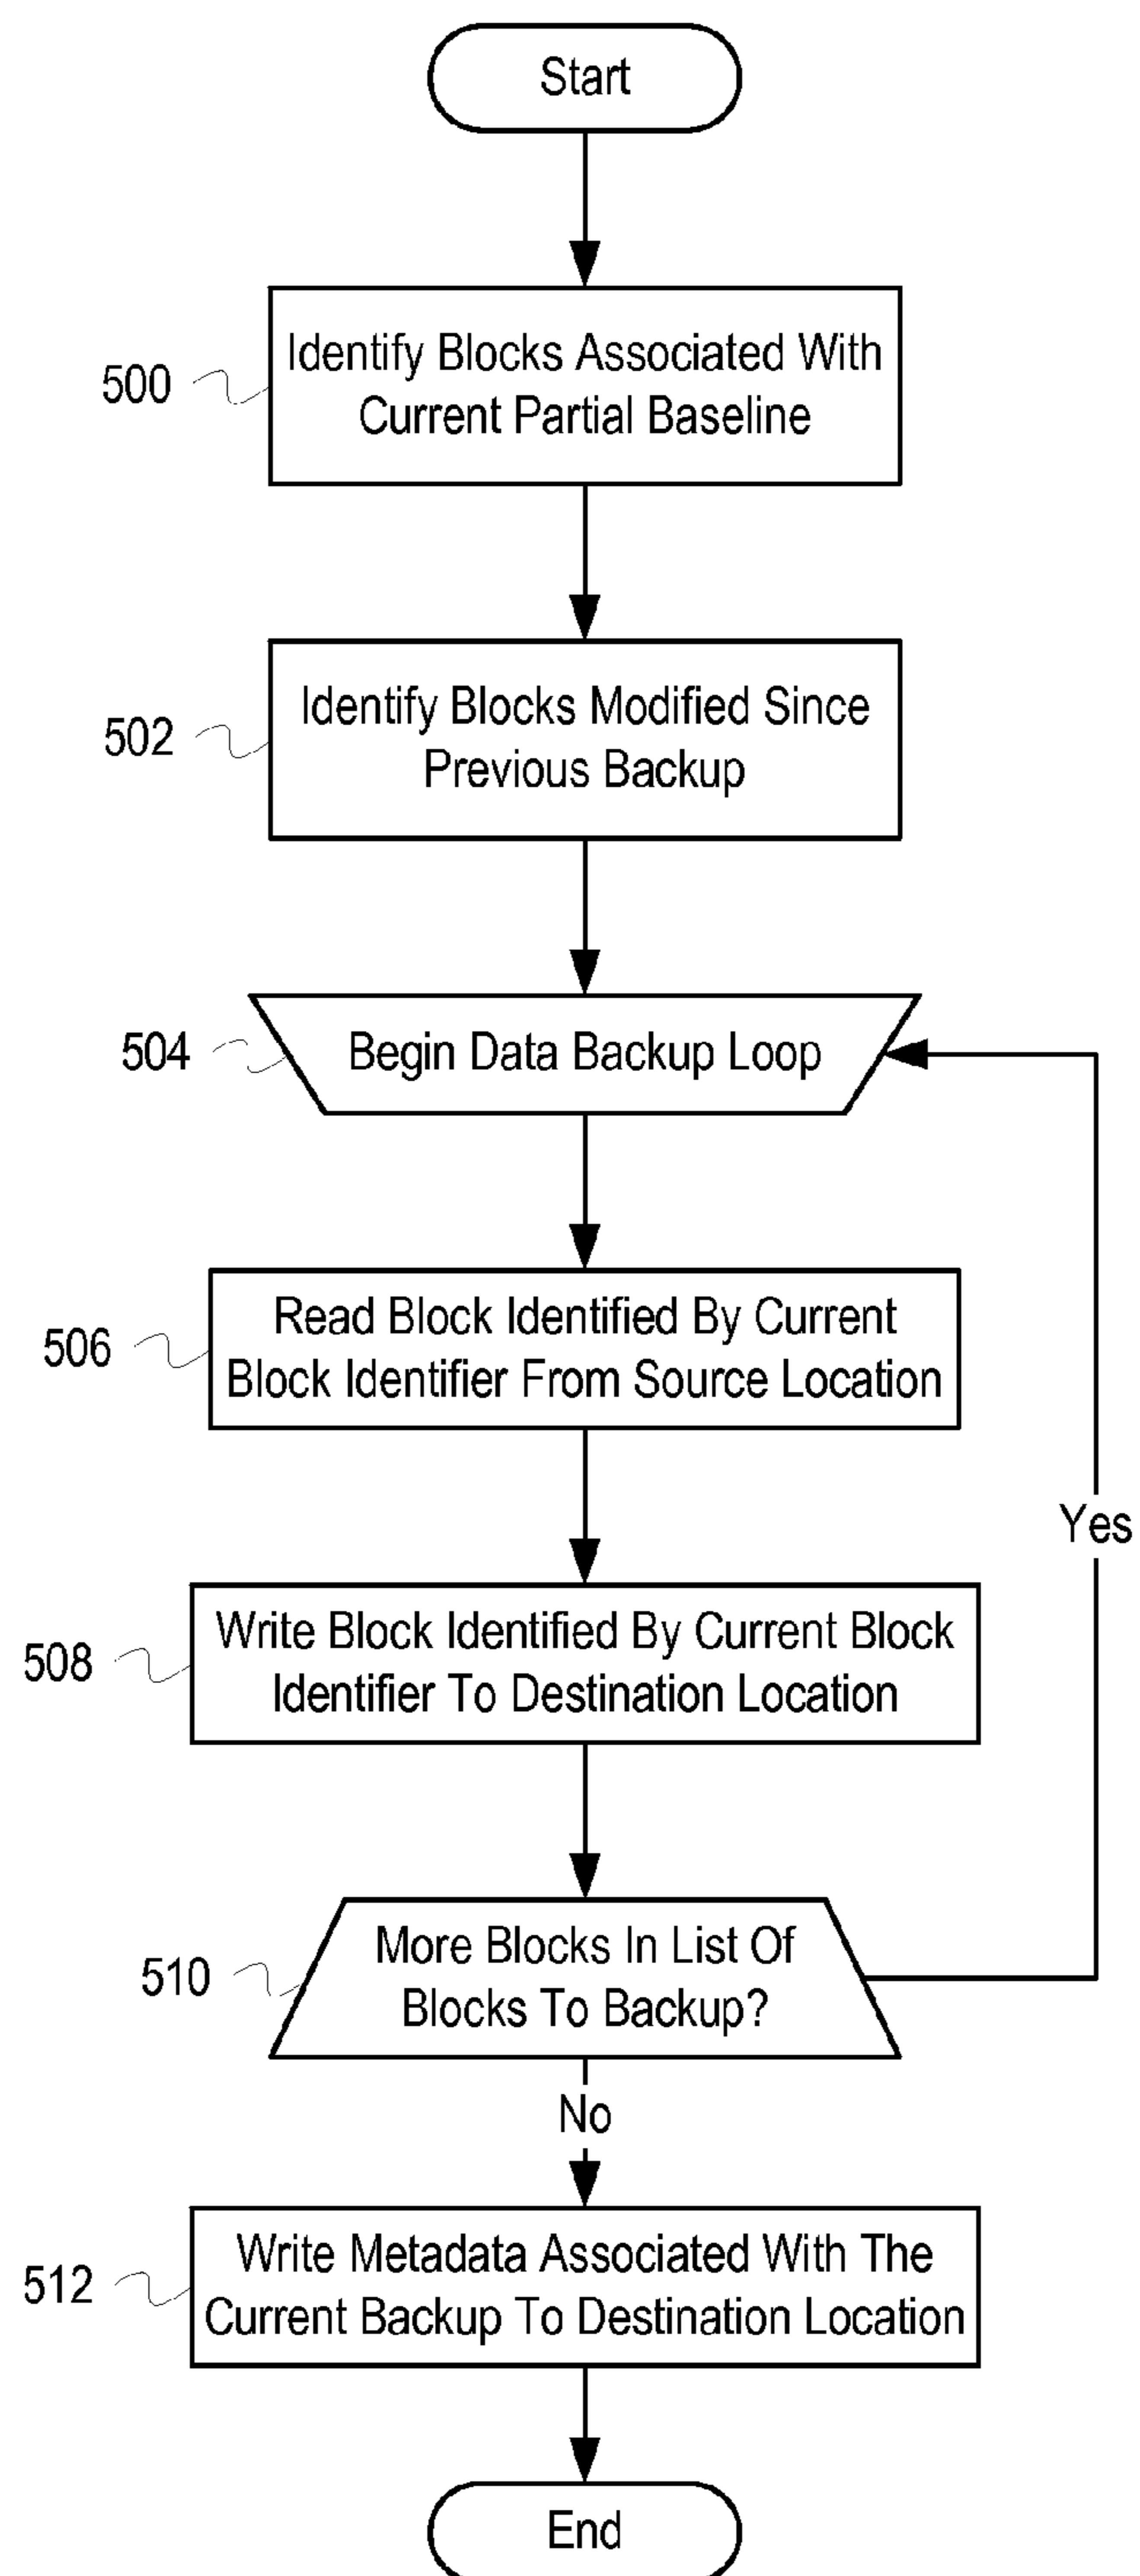 Start
500
Identify Blocks Associated With
Current Partial Baseline
502
Identify Blocks Modified Since
Previous Backup
504
Begin Data Backup Loop
506
Read Block Identified By Current
Block Identifier From Source Location
Yes
508
Write Block Identified By Current Block
Identifier To Destination Location
510
More Blocks In List Of
Blocks To Backup?
No
512
Write Metadata Associated With The
Current Backup To Destination Location
End